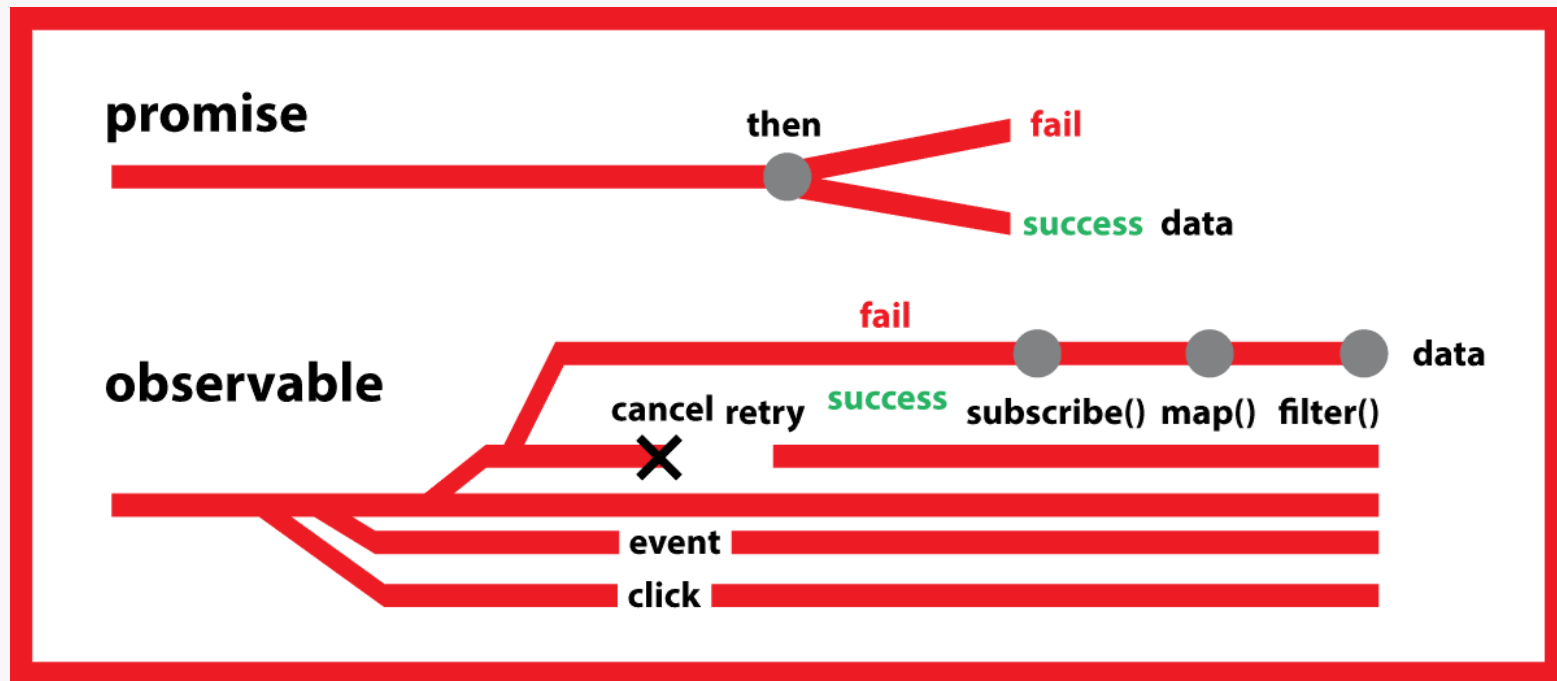 promise
then
fail
success data
observable
fail
data
success
cancel retry subscribe() map() filter()
event
click